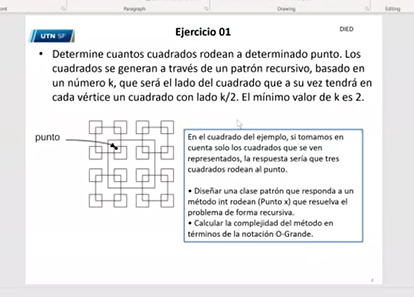 Paragraph
Drawing
Editing
UTN SF
Ejercicio 01
DIED
• Determine cuantos cuadrados rodean a determinado punto. Los
cuadrados se generan a través de un patrón recursivo, basado en
un número k, que será el lado del cuadrado que a su vez tendrá en
cada vértice un cuadrado con lado k/2. El mínimo valor de k es 2.
punto
En el cuadrado del ejemplo, si tomamos en
cuenta solo los cuadrados que se ven
representados, la respuesta sería que tres
cuadrados rodean al punto.
• Diseñar una clase patrón que responda a un
método int rodean (Punto x) que resuelva el
problema de forma recursiva.
• Calcular la complejidad del método en
términos de la notación O-Grande.